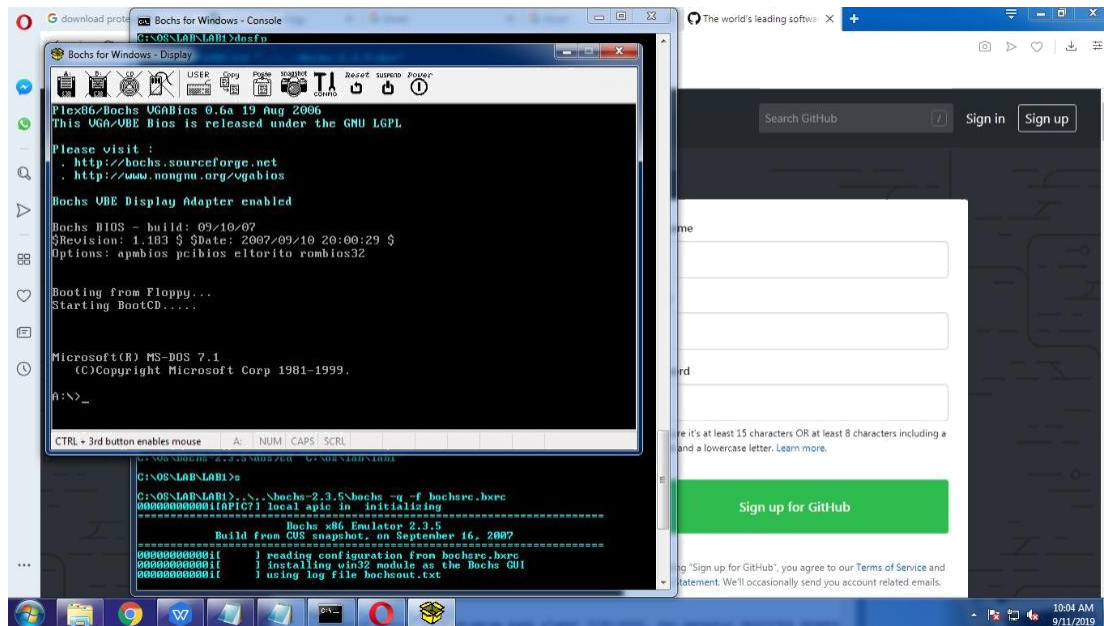 G download prote
Bochs for Windows - Console
The world's leading softwa
C:\OS\LAB\LAB1>dosfp
Bochs for Windows - Display
A:
B:
CD
USER
Copy
Paste
snapshot
CONFIG
Reset
suspend
Power
Plex86/Bochs VGABios 0.6a 19 Aug 2006
This VGA/VBE Bios is released under the GNU LGPL
Please visit :
. http://bochs.sourceforge.net
. http://www.nongnu.org/vgabios
Bochs VBE Display Adapter enabled
Bochs BIOS - build: 09/10/07
$Revision: 1.183 $ $Date: 2007/09/10 20:00:29 $
Options: apmbios pcibios eltorito rombios32
Booting from Floppy...
Starting BootCD.....
Microsoft(R) MS-DOS 7.1
(C)Copyright Microsoft Corp 1981-1999.
A:\>_
CTRL + 3rd button enables mouse A: NUM CAPS SCRL
C:\OS\LAB\LAB1>s
C:\OS\LAB\LAB1>..\..\bochs-2.3.5\bochs -q -f bochsrc.bxrc
00000000000i[APIC?] local apic in initializing
========================================================================
Bochs x86 Emulator 2.3.5
Build from CVS snapshot, on September 16, 2007
========================================================================
00000000000i[ ] reading configuration from bochsrc.bxrc
00000000000i[ ] installing win32 module as the Bochs GUI
00000000000i[ ] using log file bochsout.txt
Search GitHub /
Sign in
Sign up
me
rd
re it's at least 15 characters OR at least 8 characters including a
and a lowercase letter. Learn more.
Sign up for GitHub
ng "Sign up for GitHub", you agree to our Terms of Service and
tatement. We'll occasionally send you account related emails.
10:04 AM
9/11/2019